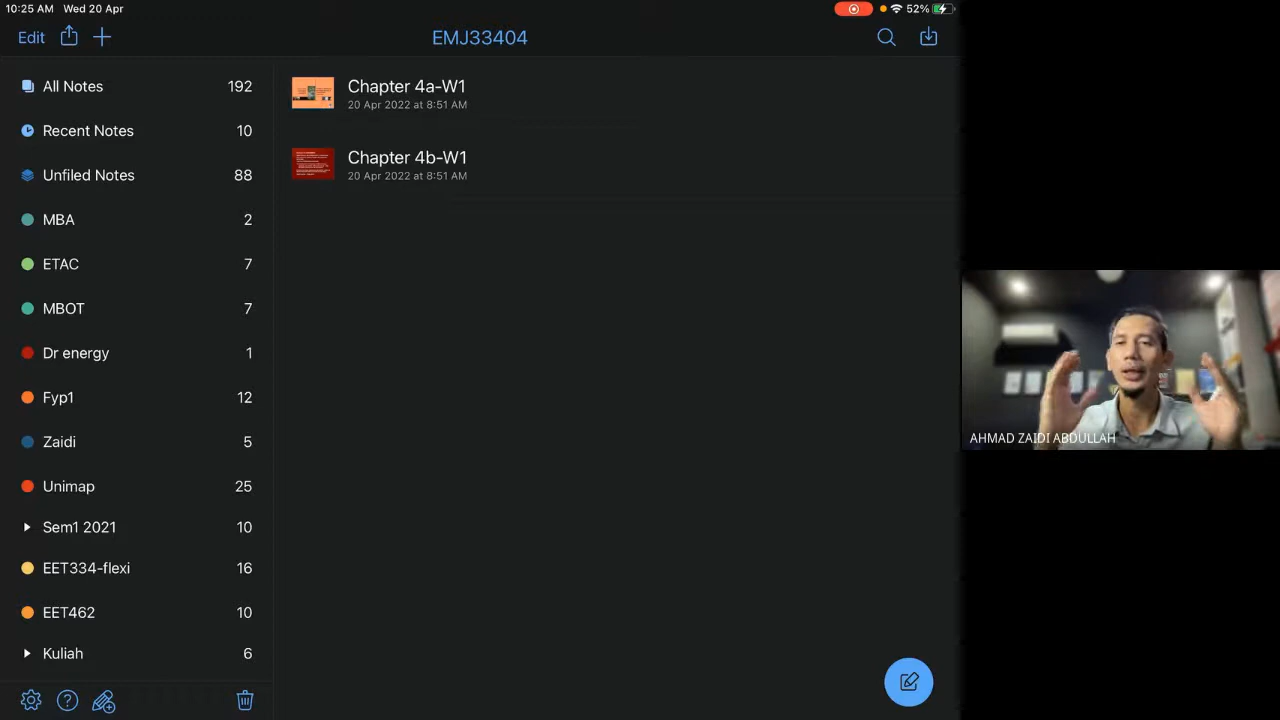 10:25 AM Wed 20 Apr
52%
Edit
EMJ33404
All Notes 192
Recent Notes 10
Unfiled Notes 88
MBA 2
ETAC 7
MBOT 7
Dr energy 1
Fyp1 12
Zaidi 5
Unimap 25
Sem1 2021 10
EET334-flexi 16
EET462 10
Kuliah 6
Chapter 4a-W1
20 Apr 2022 at 8:51 AM
Chapter 4b-W1
20 Apr 2022 at 8:51 AM
AHMAD ZAIDI ABDULLAH